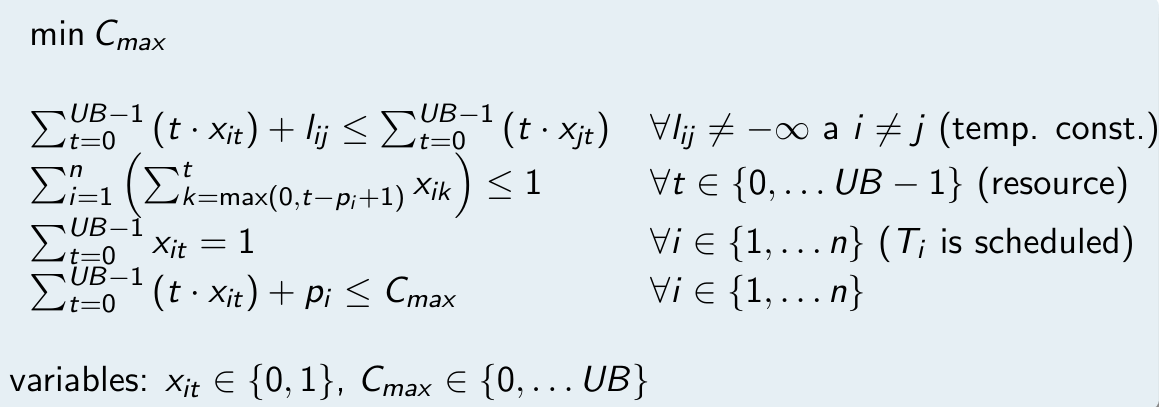 min C_max
∑_{t=0}^{UB−1} (t · x_it) + l_ij ≤ ∑_{t=0}^{UB−1} (t · x_jt) ∀l_ij ≠ −∞ a i ≠ j (temp. const.)
∑_{i=1}^{n} (∑_{k=max(0,t−p_i+1)}^{t} x_ik) ≤ 1 ∀t ∈ {0, . . . UB − 1} (resource)
∑_{t=0}^{UB−1} x_it = 1 ∀i ∈ {1, . . . n} (T_i is scheduled)
∑_{t=0}^{UB−1} (t · x_it) + p_i ≤ C_max ∀i ∈ {1, . . . n}
variables: x_it ∈ {0, 1}, C_max ∈ {0, . . . UB}